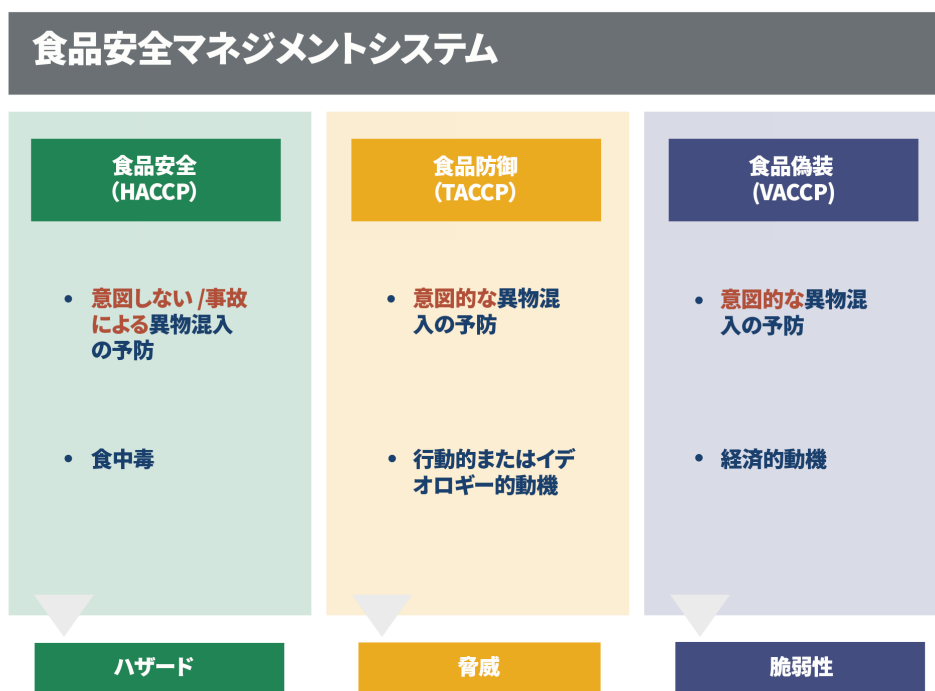 食品安全マネジメントシステム
食品安全
（HACCP）
• 意図しない /事故
による異物混入
の予防
• 食中毒
ハザード
食品防御
（TACCP）
• 意図的な異物混
入の予防
• 行動的またはイデ
オロギー的動機
脅威
食品偽装
(VACCP)
• 意図的な異物混
入の予防
• 経済的動機
脆弱性